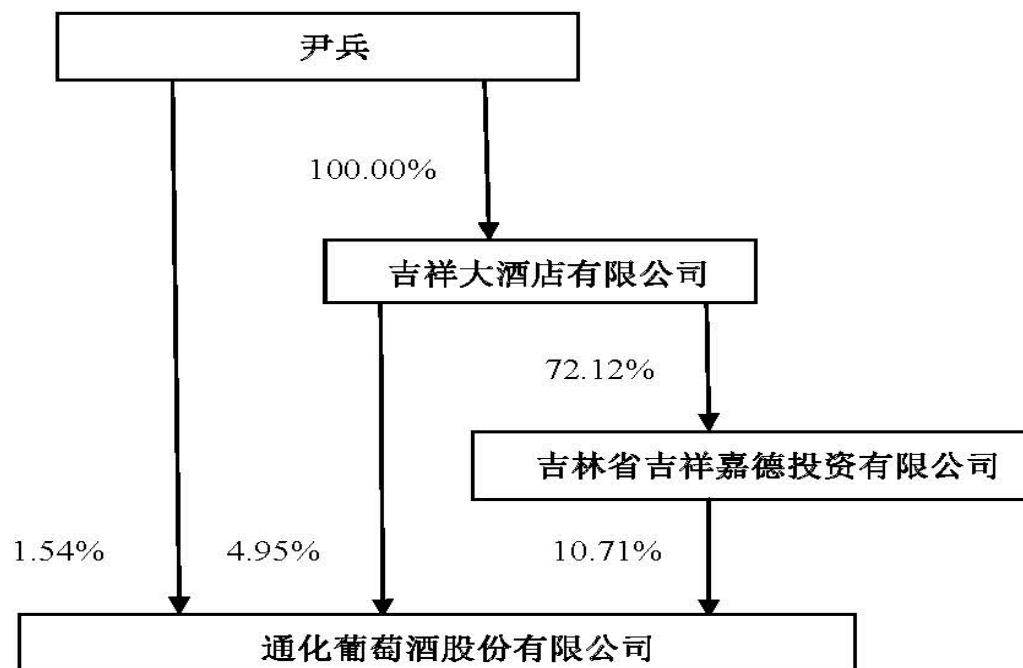 尹兵
100.00%
吉祥大酒店有限公司
72.12%
吉林省吉祥嘉德投资有限公司
1.54%
4.95%
10.71%
通化葡萄酒股份有限公司